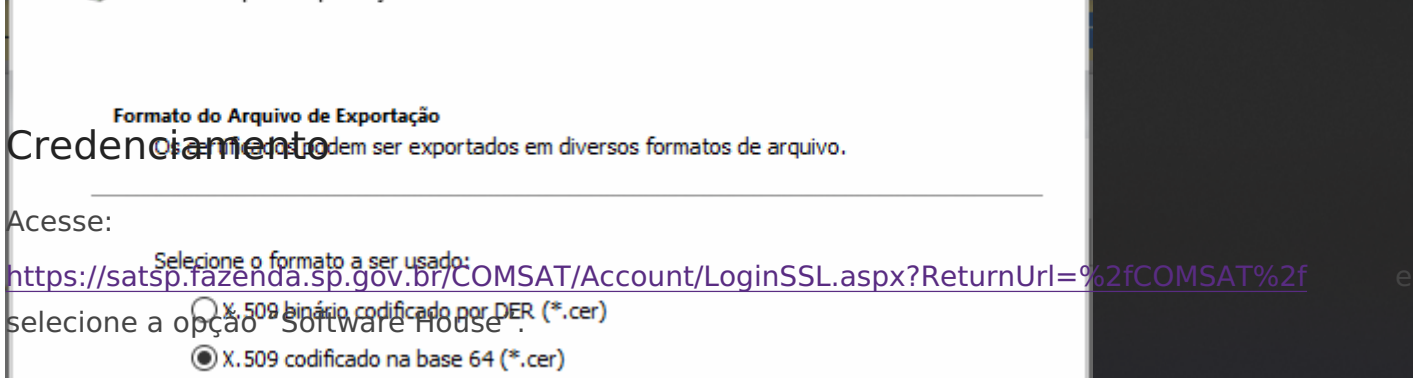 Formato do Arquivo de Exportação
Credenciamento
Os certificados podem ser exportados em diversos formatos de arquivo.
Acesse:
Selecione o formato a ser usado:
https://satsp.fazenda.sp.gov.br/COMSAT/Account/LoginSSL.aspx?ReturnUrl=%2fCOMSAT%2f e
X.509 binário codificado por DER (*.cer)
selecione a opção "Software House".
X.509 codificado na base 64 (*.cer)